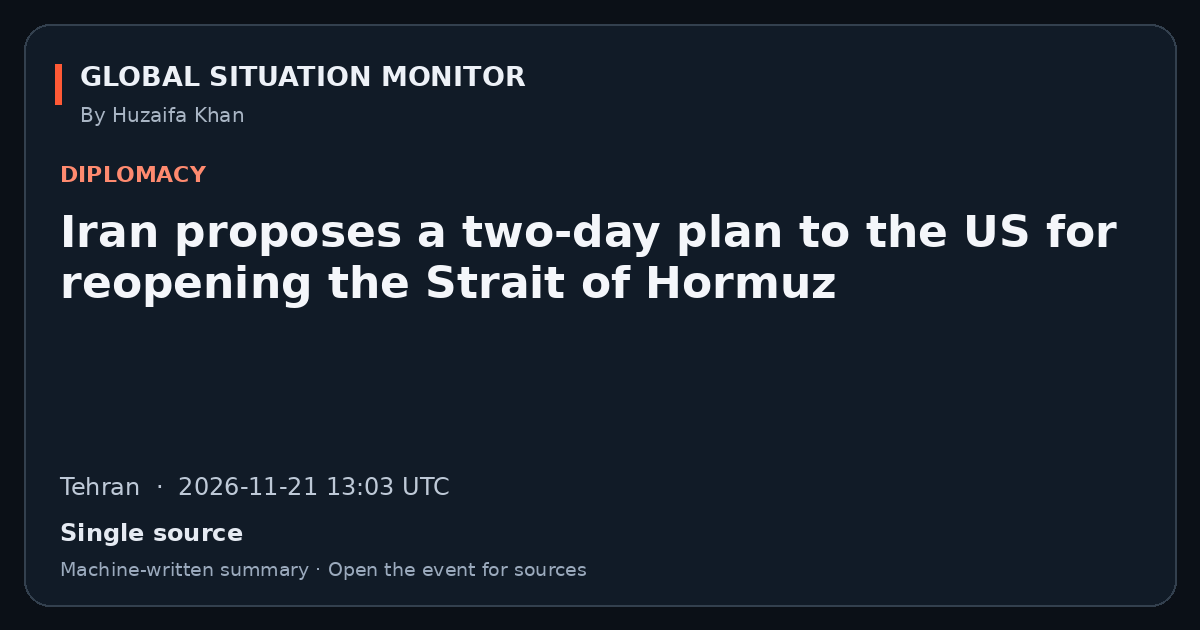 GLOBAL SITUATION MONITOR
By Huzaifa Khan
DIPLOMACY
Iran proposes a two-day plan to the US for
reopening the Strait of Hormuz
Tehran · 2026-11-21 13:03 UTC
Single source
Machine-written summary · Open the event for sources